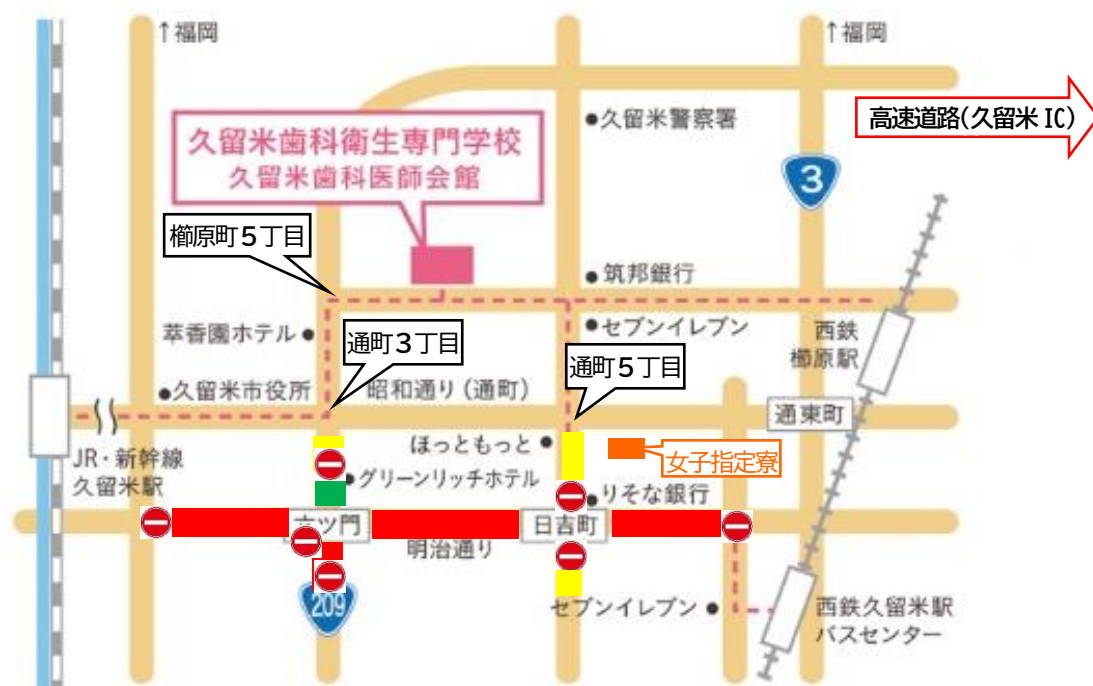 ↑福岡
↑福岡
高速道路(久留米 IC)
●久留米警察署
久留米歯科衛生専門学校
久留米歯科医師会館
3
櫛原町5丁目
●筑邦銀行
萃香園ホテル●
通町3丁目
●セブンイレブン
西鉄
櫛原駅
通町5丁目
●久留米市役所
昭和通り(通町)
通東町
JR・新幹線
久留米駅
ほっともっと●
女子指定寮
●グリーンリッチホテル
●りそな銀行
ツ門
日吉町
明治通り
209
セブンイレブン●
西鉄久留米駅
バスセンター